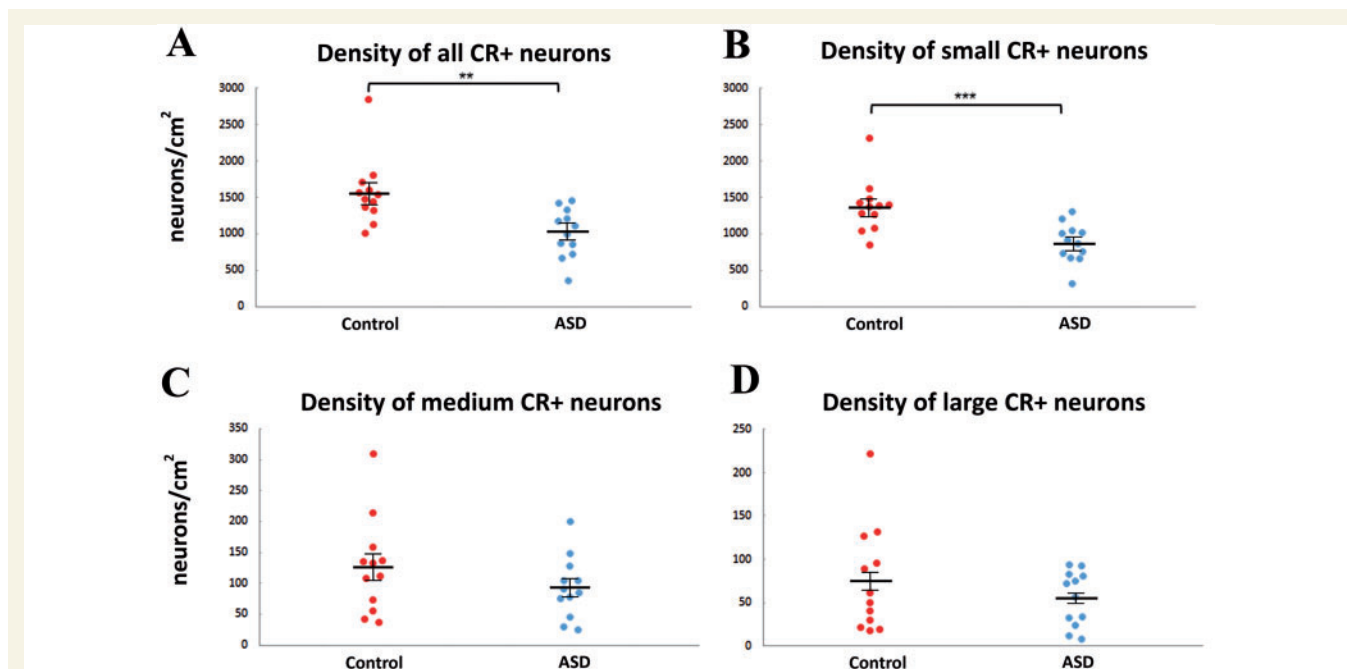 A
Density of all CR+ neurons
**
3000
2500
2000
1500
1000
500
0
neurons/cm²
Control ASD
B
Density of small CR+ neurons
***
3000
2500
2000
1500
1000
500
0
Control ASD
C
Density of medium CR+ neurons
350
300
250
200
150
100
50
0
neurons/cm²
Control ASD
D
Density of large CR+ neurons
250
200
150
100
50
0
Control ASD